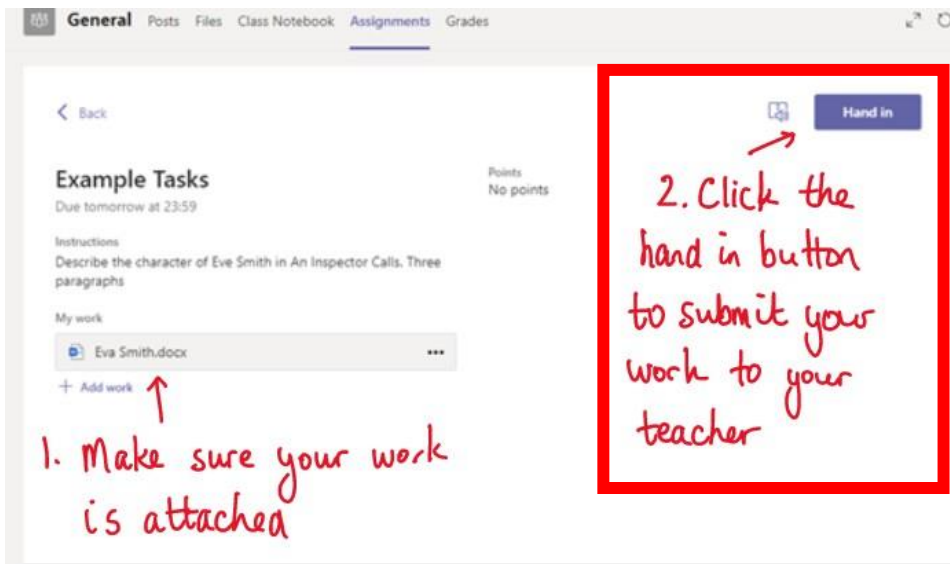 General Posts Files Class Notebook Assignments Grades
Back
Hand in
Example Tasks
Due tomorrow at 23:59
Points
No points
Instructions
Describe the character of Eve Smith in An Inspector Calls. Three
paragraphs
My work
Eva Smith.docx
+ Add work
1. Make sure your work
is attached
2. Click the
hand in button
to submit your
work to your
teacher